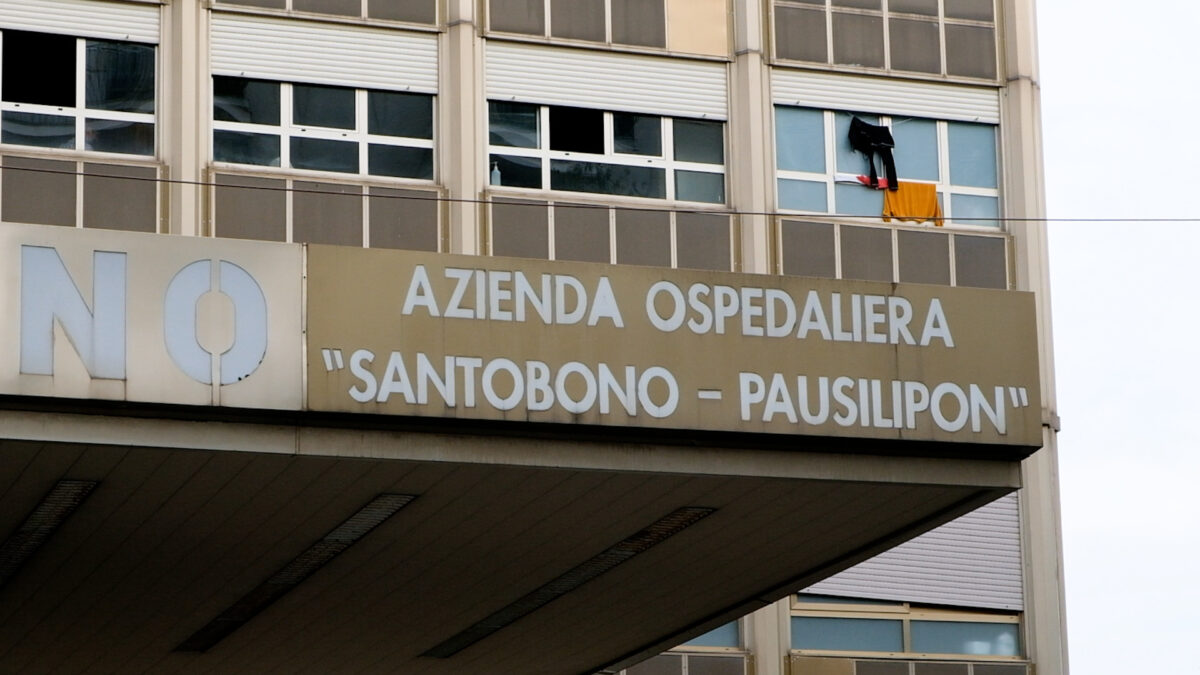 NO
AZIENDA OSPEDALIERA
"SANTOBONO - PAUSILIPON"